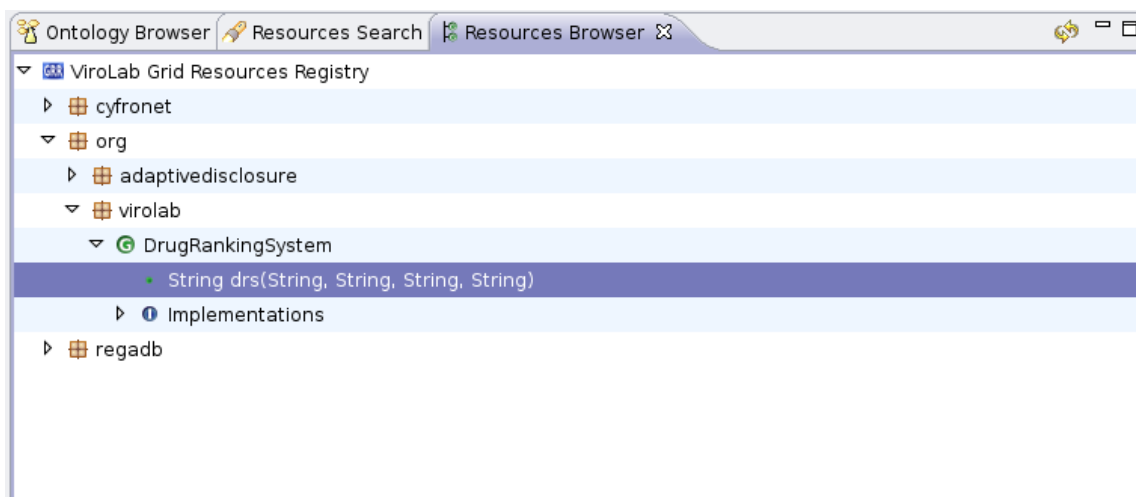 Ontology Browser Resources Search Resources Browser
ViroLab Grid Resources Registry
cyfronet
org
adaptivedisclosure
virolab
DrugRankingSystem
String drs(String, String, String, String)
Implementations
regadb